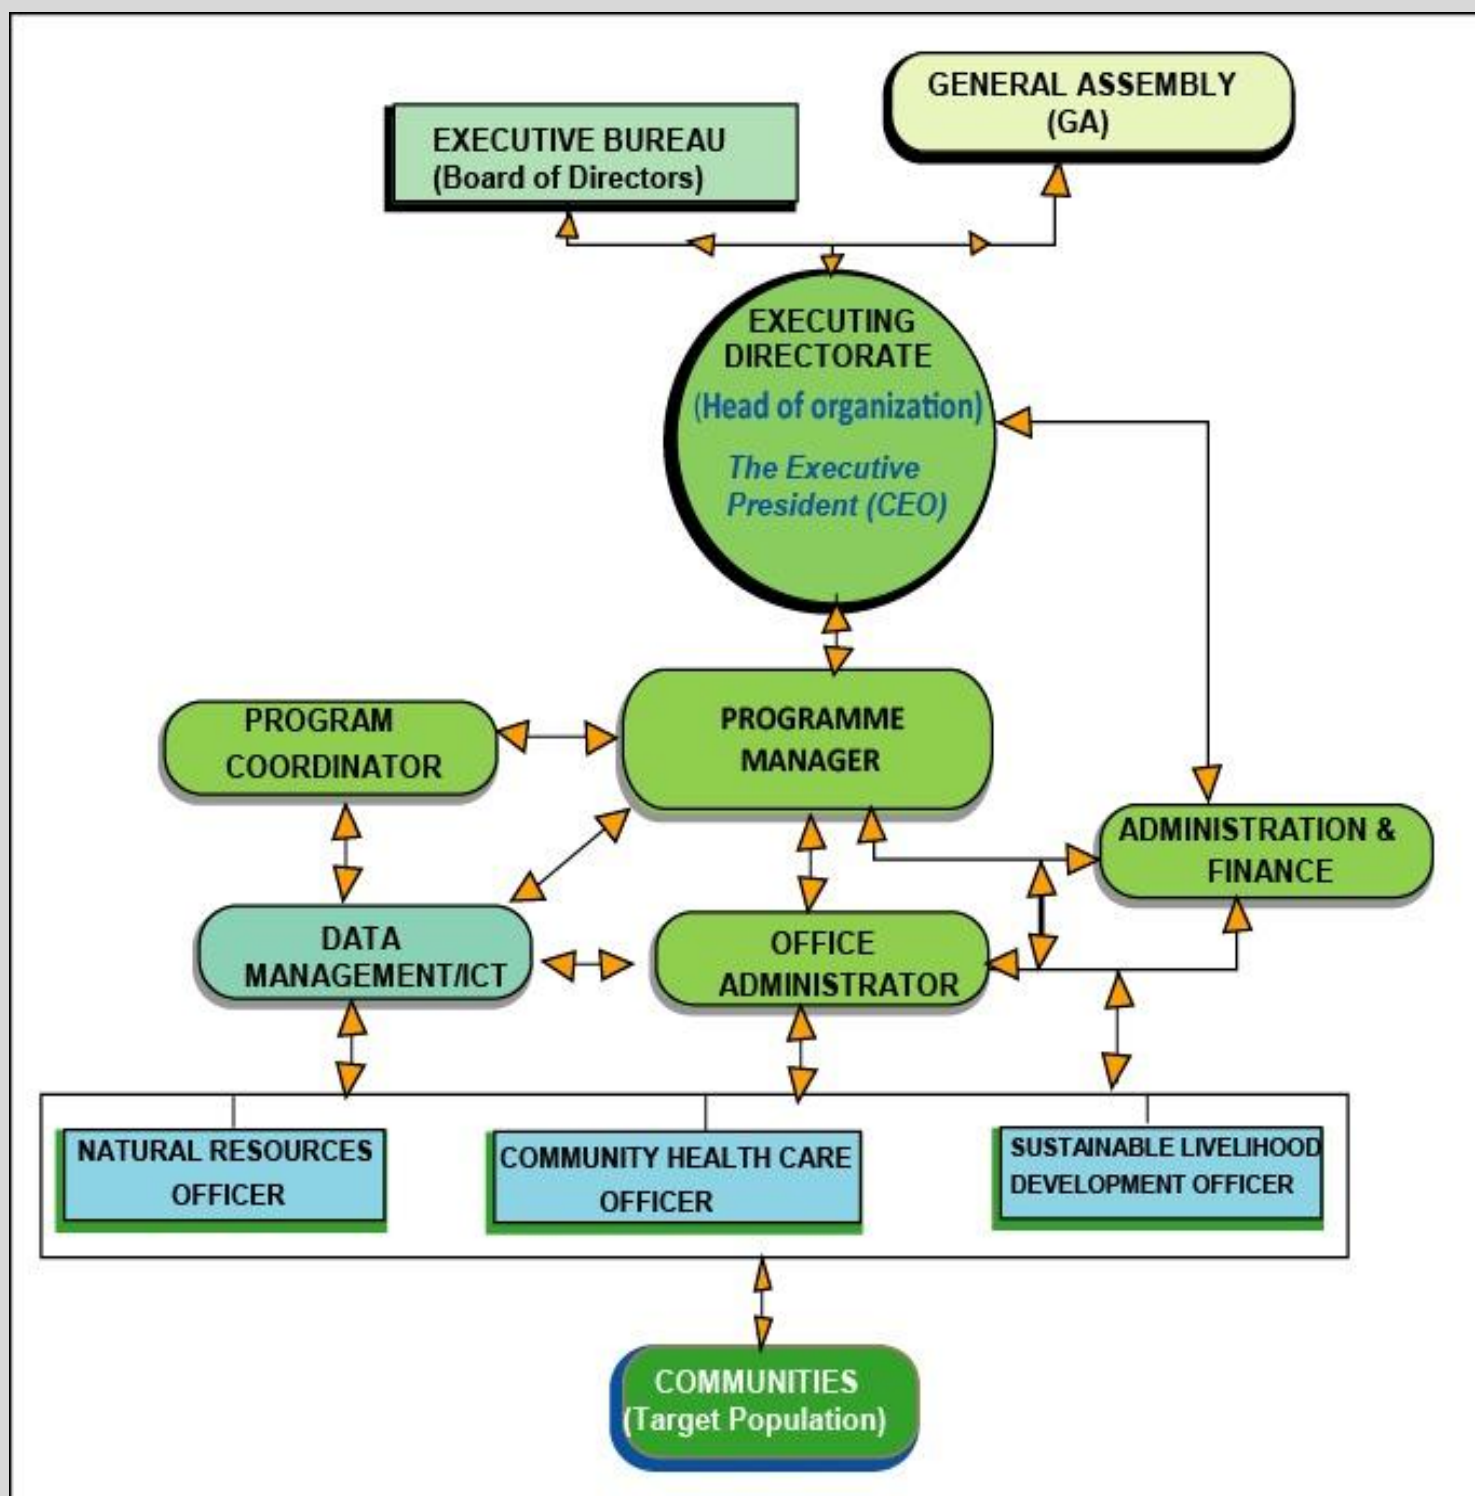 GENERAL ASSEMBLY
(GA)
EXECUTIVE BUREAU
(Board of Directors)
EXECUTING
DIRECTORATE
(Head of organization)
The Executive
President (CEO)
PROGRAM
COORDINATOR
PROGRAMME
MANAGER
ADMINISTRATION &
FINANCE
DATA
MANAGEMENT/ICT
OFFICE
ADMINISTRATOR
NATURAL RESOURCES
OFFICER
COMMUNITY HEALTH CARE
OFFICER
SUSTAINABLE LIVELIHOOD
DEVELOPMENT OFFICER
COMMUNITIES
(Target Population)